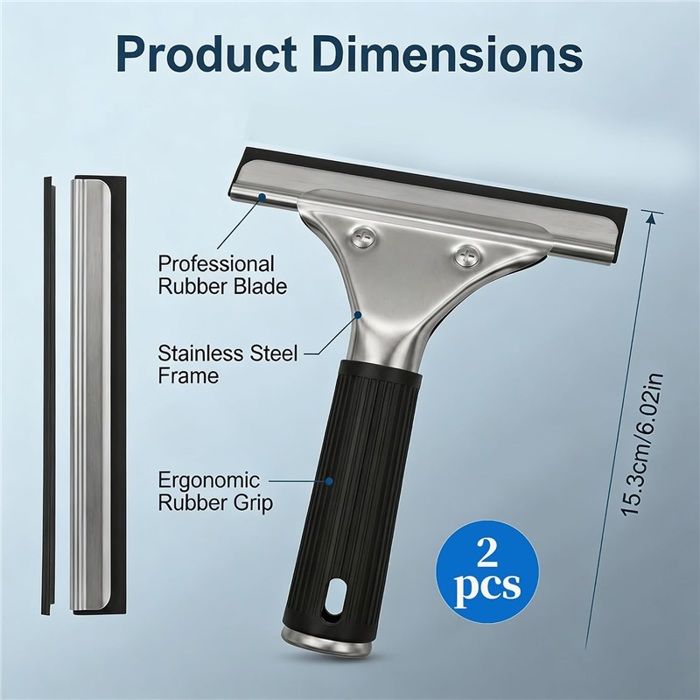 Product Dimensions
Professional
Rubber Blade
Stainless Steel
Frame
Ergonomic
Rubber Grip
15.3cm/6.02in
2
pcs